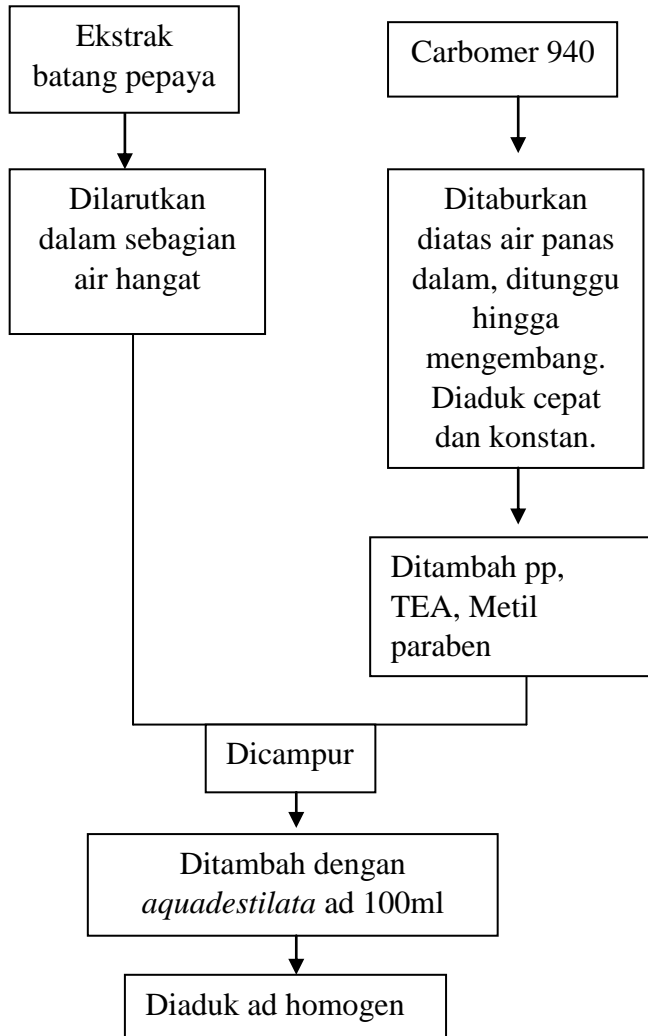 Ekstrak
batang pepaya
Dilarutkan
dalam sebagian
air hangat
Carbomer 940
Ditaburkan
diatas air panas
dalam, ditunggu
hingga
mengembang.
Diaduk cepat
dan konstan.
Ditambah pp,
TEA, Metil
paraben
Dicampur
Ditambah dengan
aquadestilata ad 100ml
Diaduk ad homogen